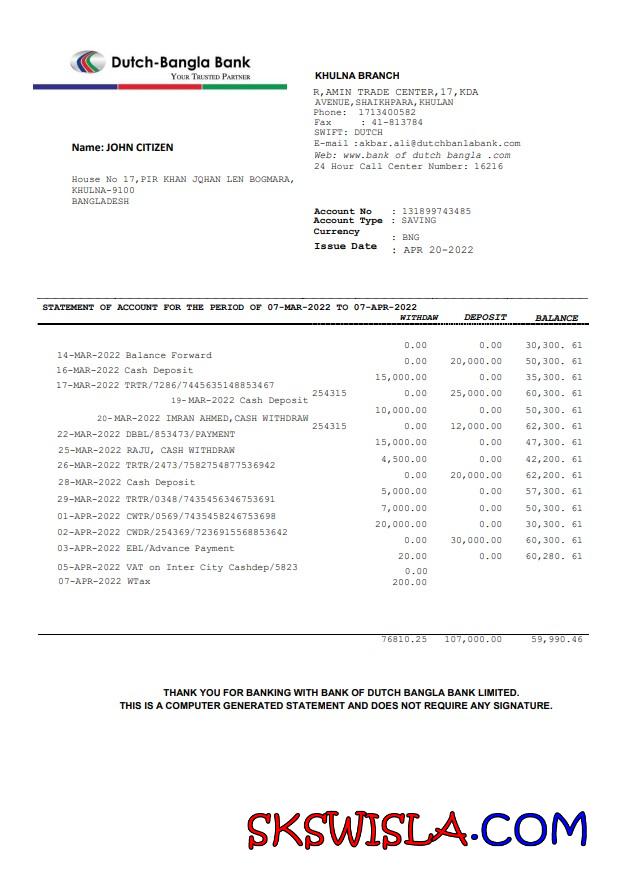 Dutch-Bangla Bank
YOUR TRUSTED PARTNER
KHULNA BRANCH
R,AMIN TRADE CENTER,17,KDA
AVENUE,SHAIKHPARA,KHULAN
Phone: 1713400582
Fax : 41-813784
SWIFT: DUTCH
E-mail :akbar.ali@dutchbanlabank.com
Web: www.bank of dutch bangla .com
24 Hour Call Center Number: 16216
Name: JOHN CITIZEN
House No 17,PIR KHAN JQHAN LEN BOGMARA,
KHULNA-9100
BANGLADESH
Account No : 131899743485
Account Type : SAVING
Currency : BNG
Issue Date : APR 20-2022
STATEMENT OF ACCOUNT FOR THE PERIOD OF 07-MAR-2022 TO 07-APR-2022
WITHDAW DEPOSIT BALANCE
0.00 0.00 30,300. 61
14-MAR-2022 Balance Forward
0.00 20,000.00 50,300. 61
16-MAR-2022 Cash Deposit
15,000.00 0.00 35,300. 61
17-MAR-2022 TRTR/7286/7445635148853467
254315 0.00 25,000.00 60,300. 61
19-MAR-2022 Cash Deposit
10,000.00 0.00 50,300. 61
20-MAR-2022 IMRAN AHMED,CASH WITHDRAW
254315 0.00 12,000.00 62,300. 61
22-MAR-2022 DBBL/853473/PAYMENT
15,000.00 0.00 47,300. 61
25-MAR-2022 RAJU, CASH WITHDRAW
4,500.00 0.00 42,200. 61
26-MAR-2022 TRTR/2473/7582754877536942
0.00 20,000.00 62,200. 61
28-MAR-2022 Cash Deposit
5,000.00 0.00 57,300. 61
29-MAR-2022 TRTR/0348/7435456346753691
7,000.00 0.00 50,300. 61
01-APR-2022 CWTR/0569/7435458246753698
20,000.00 0.00 30,300. 61
02-APR-2022 CWDR/254369/7236915568853642
0.00 30,000.00 60,300. 61
03-APR-2022 EBL/Advance Payment
20.00 0.00 60,280. 61
05-APR-2022 VAT on Inter City Cashdep/5823
0.00
07-APR-2022 WTax
200.00
76810.25 107,000.00 59,990.46
THANK YOU FOR BANKING WITH BANK OF DUTCH BANGLA BANK LIMITED.
THIS IS A COMPUTER GENERATED STATEMENT AND DOES NOT REQUIRE ANY SIGNATURE.
SKSWISLA.COM